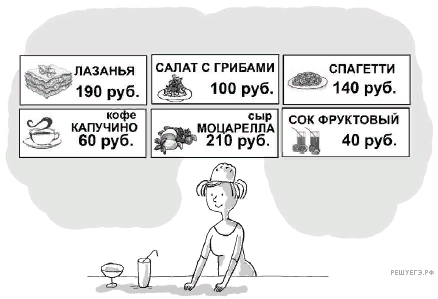 ЛАЗАНЬЯ
190 руб.
САЛАТ С ГРИБАМИ
100 руб.
СПАГЕТТИ
140 руб.
кофе
КАПУЧИНО
60 руб.
сыр
МОЦАРЕЛЛА
210 руб.
СОК ФРУКТОВЫЙ
40 руб.
РЕШУЕГЭ.РФ